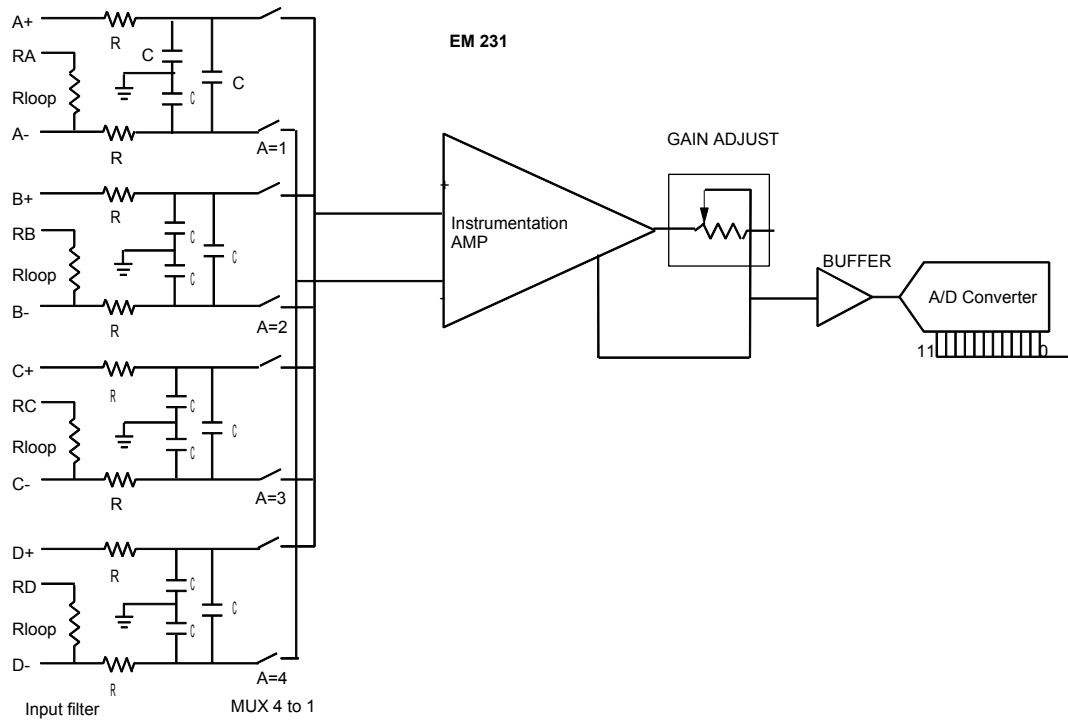 EM 231
A+
R
RA
C
C
Rloop
C
A-
R
A=1
B+
R
RB
C
C
Rloop
C
B-
R
A=2
C+
R
RC
C
C
Rloop
C
C-
R
A=3
D+
R
RD
C
C
Rloop
C
D-
R
A=4
Input filter
MUX 4 to 1
+
Instrumentation
AMP
-
GAIN ADJUST
BUFFER
A/D Converter
11
0